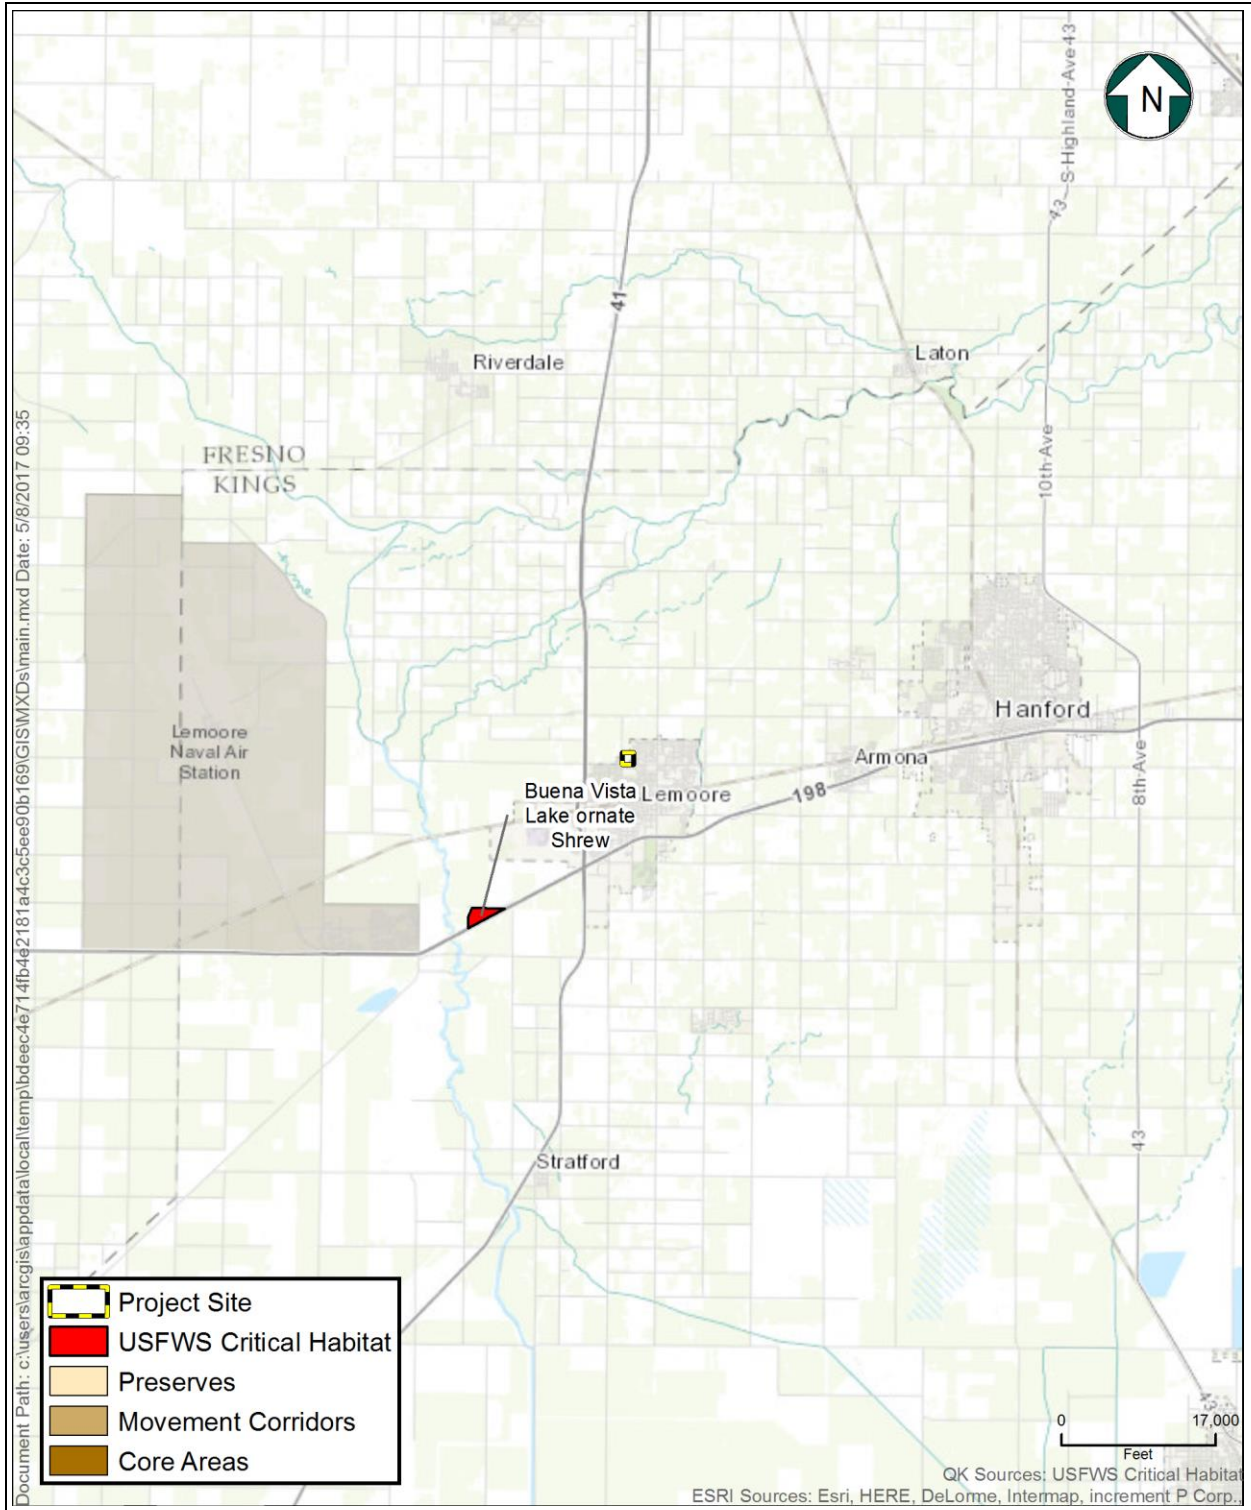 N
43
S-Highland-Ave
43
41
Riverdale
Laton
FRESNO
KINGS
10th-Ave
Lemoore
Naval Air
Station
Hanford
Armona
Buena Vista
Lake ornate
Shrew
Lemoore
198
8th-Ave
43
Stratford
43
Project Site
USFWS Critical Habitat
Preserves
Movement Corridors
Core Areas
0 17,000
Feet
QK Sources: USFWS Critical Habitat
ESRI Sources: Esri, HERE, DeLorme, Intermap, increment P Corp.,
Document Path: c:\users\arcgis\appdata\local\temp\bdeec4e714fb4e2181a4c3c5ee90b169\GIS\MXDs\main.mxd Date: 5/8/2017 09:35